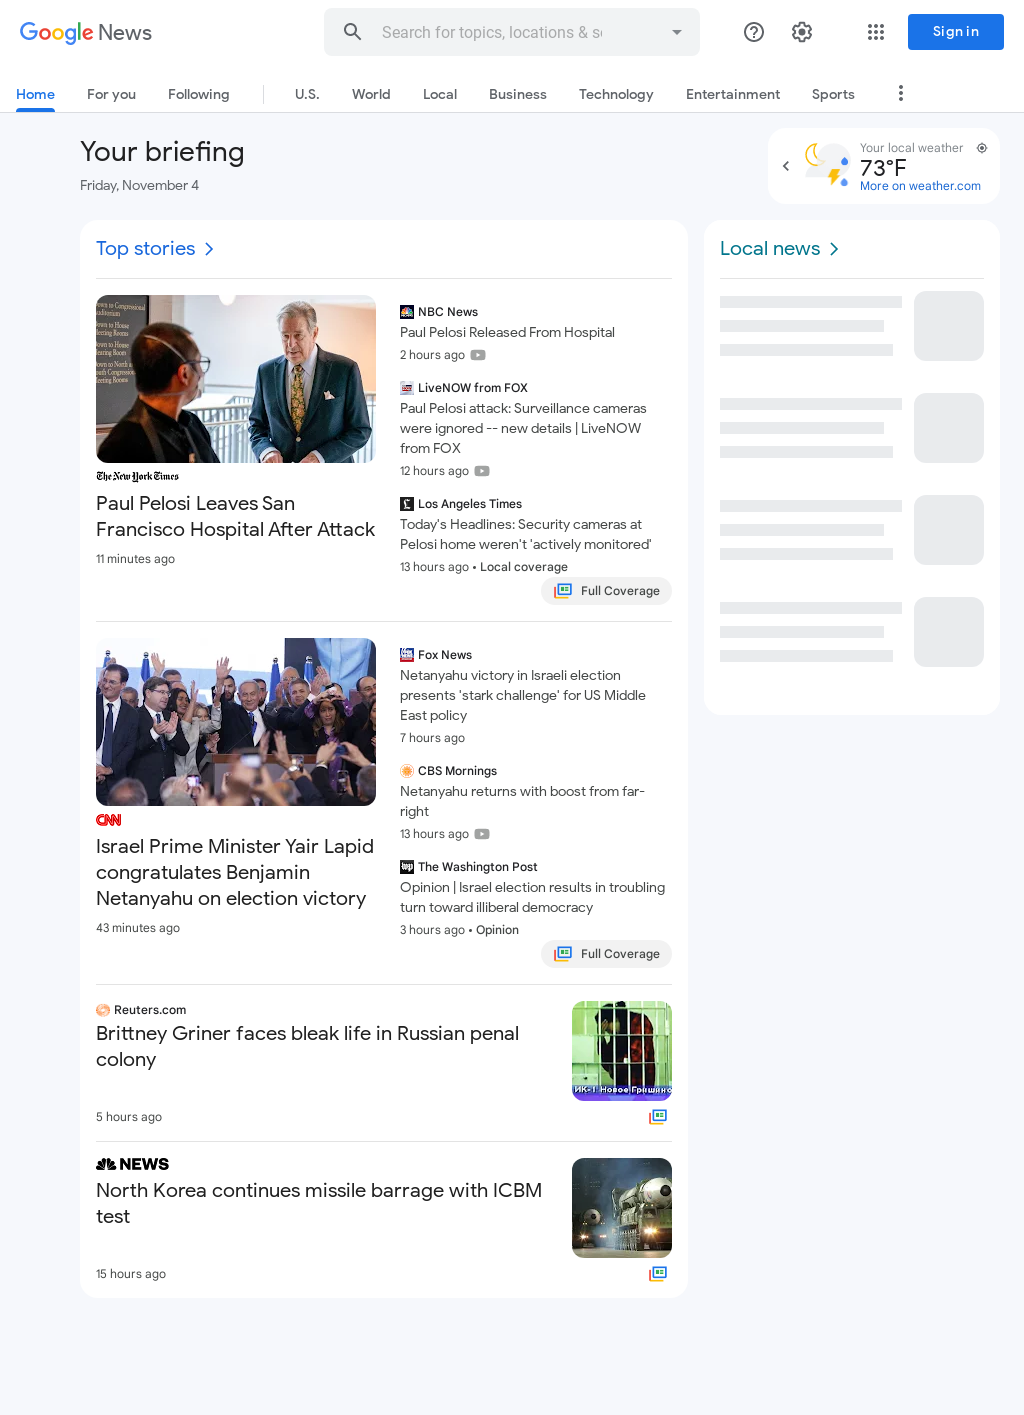 Google News
Search for topics, locations & so
Sign in
Home
For you
Following
U.S.
World
Local
Business
Technology
Entertainment
Sports
Your briefing
Friday, November 4
Your local weather
73°F
More on weather.com
Top stories
Local news
Down to House
Hearing Room
The New York Times
Paul Pelosi Leaves San
Francisco Hospital After Attack
11 minutes ago
NBC News
Paul Pelosi Released From Hospital
2 hours ago
LiveNOW from FOX
Paul Pelosi attack: Surveillance cameras
were ignored -- new details | LiveNOW
from FOX
12 hours ago
Los Angeles Times
Today's Headlines: Security cameras at
Pelosi home weren't 'actively monitored'
13 hours ago • Local coverage
Full Coverage
CNN
Israel Prime Minister Yair Lapid
congratulates Benjamin
Netanyahu on election victory
43 minutes ago
Fox News
Netanyahu victory in Israeli election
presents 'stark challenge' for US Middle
East policy
7 hours ago
CBS Mornings
Netanyahu returns with boost from far-
right
13 hours ago
The Washington Post
Opinion | Israel election results in troubling
turn toward illiberal democracy
3 hours ago • Opinion
Full Coverage
Reuters.com
Brittney Griner faces bleak life in Russian penal
colony
5 hours ago
ИК-1 Новое Гришино
NEWS
North Korea continues missile barrage with ICBM
test
15 hours ago